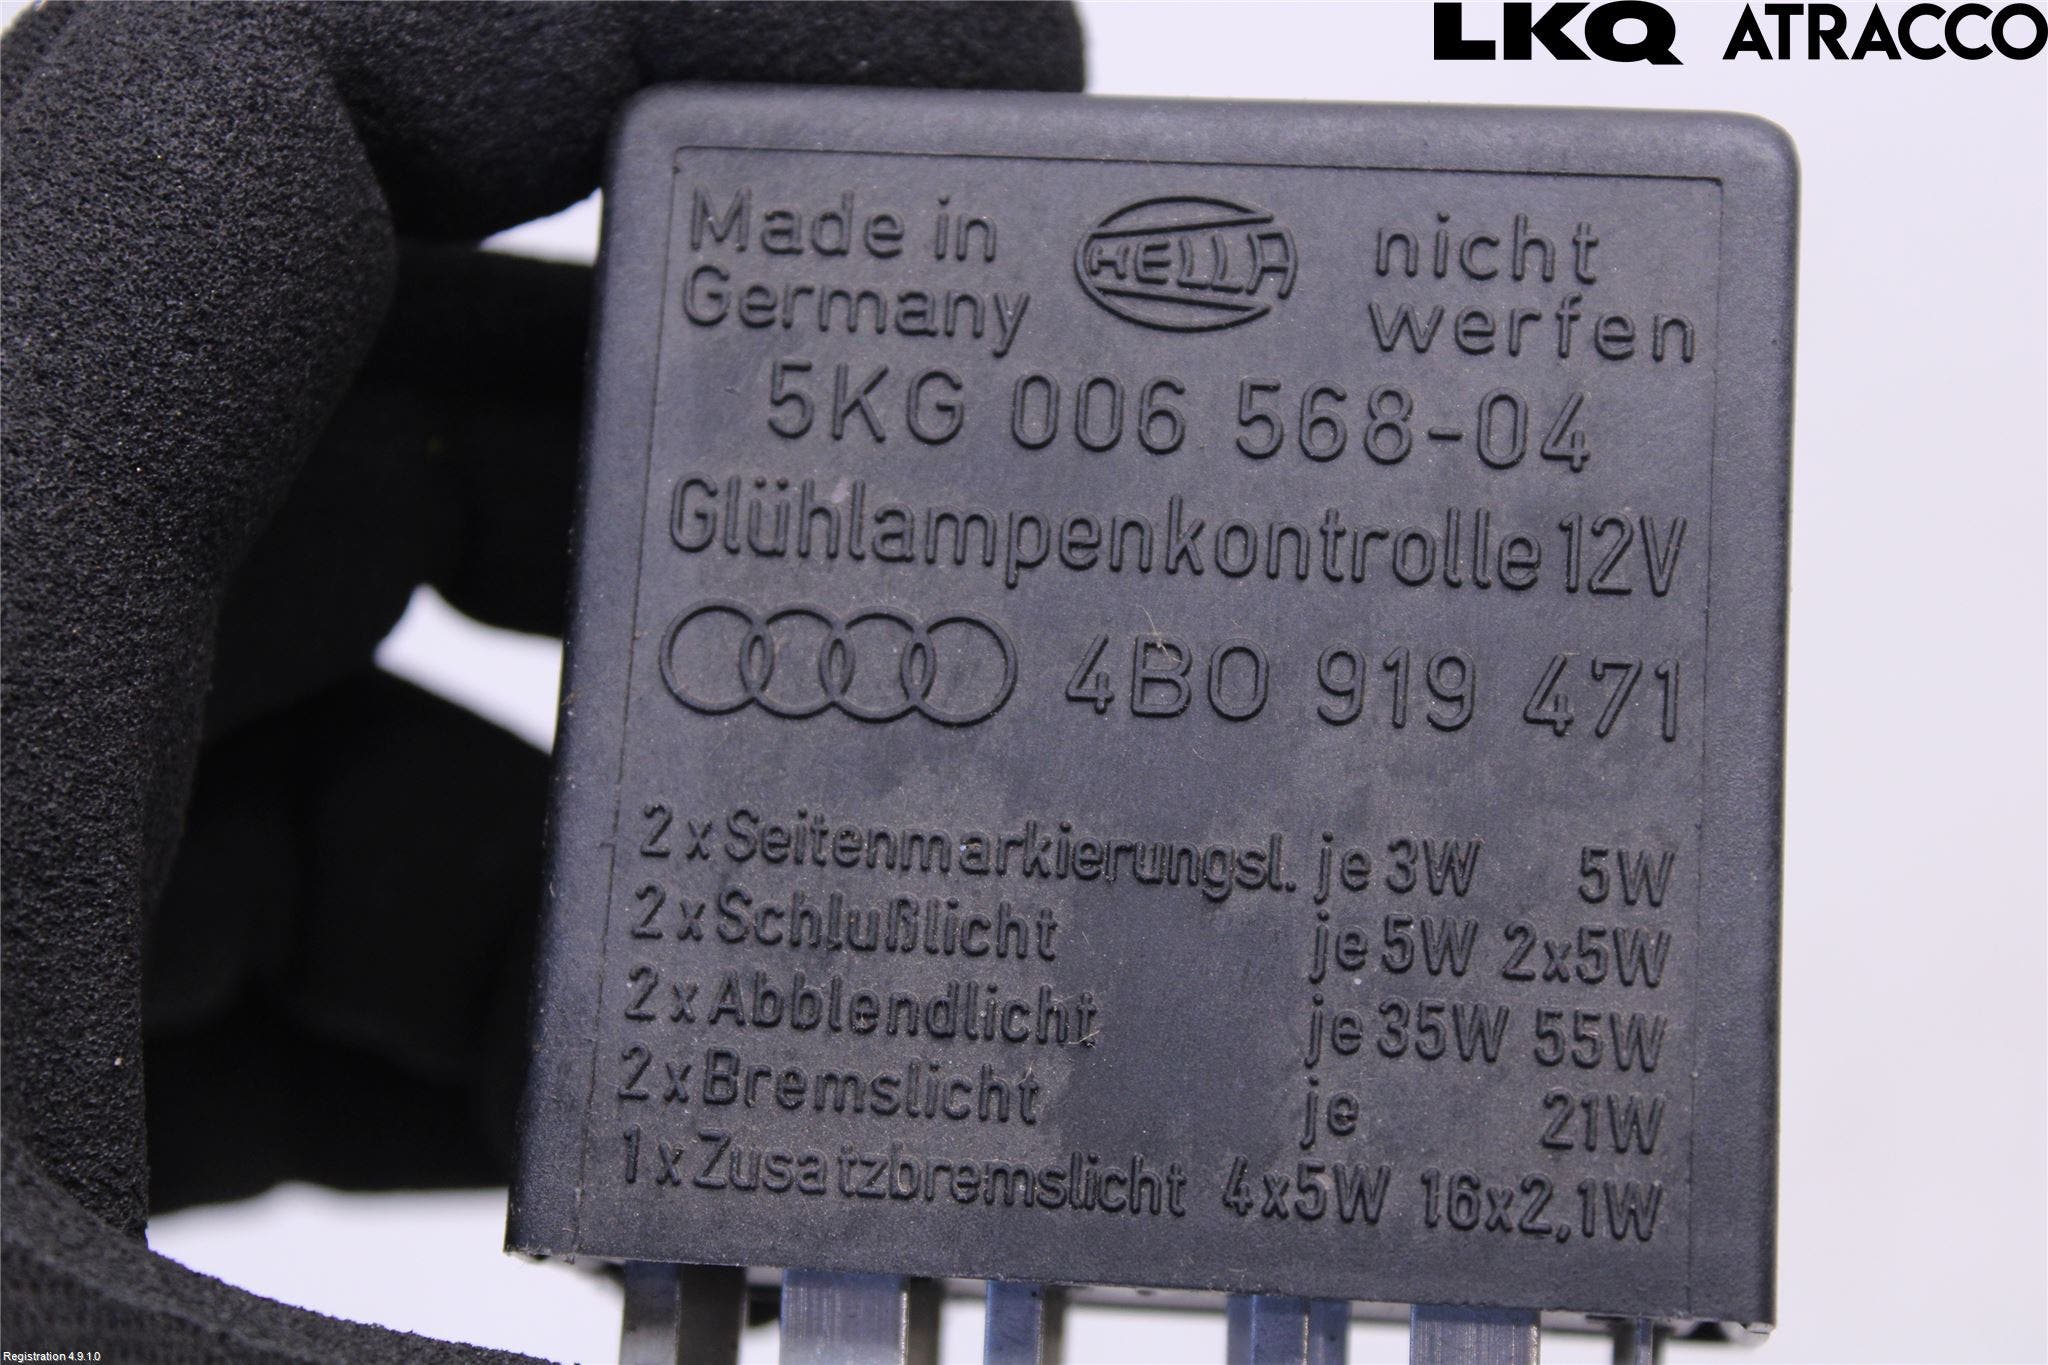 LKQ ATRACCO
Made in Germany
HELLA
nicht werfen
5KG 006 568-04
Glühlampenkontrolle 12V
4B0 919 471
2 x Seitenmarkierungsl. je 3W 5W
2 x Schlußlicht je 5W 2x5W
2 x Abblendlicht je 35W 55W
2 x Bremslicht je 21W
1 x Zusatzbremslicht 4x5W 16x2,1W
Registration 4.9.1.0